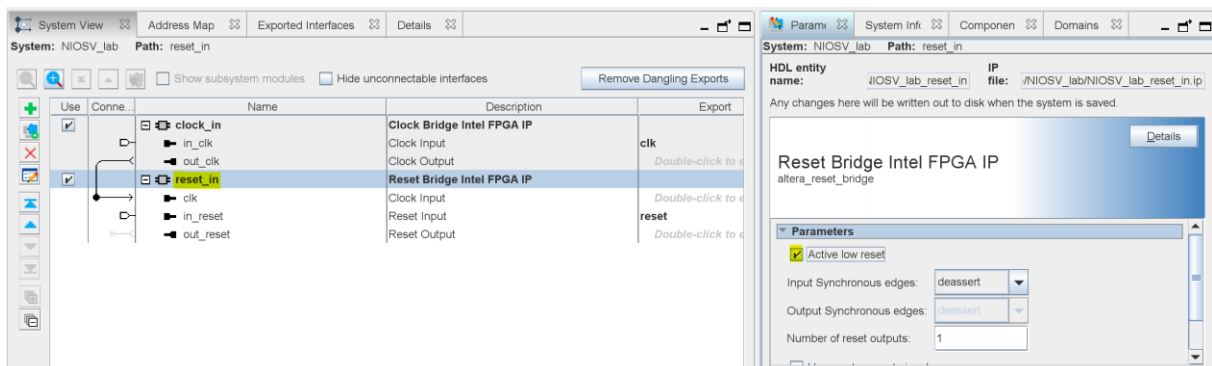 System View
Address Map
Exported Interfaces
Details
System: NIOSV_lab Path: reset_in
Show subsystem modules
Hide unconnectable interfaces
Remove Dangling Exports
Use Conne... Name Description Export
clock_in Clock Bridge Intel FPGA IP
in_clk Clock Input clk
out_clk Clock Output Double-click to
reset_in Reset Bridge Intel FPGA IP
clk Clock Input Double-click to
in_reset Reset Input reset
out_reset Reset Output Double-click to
Parame
System Info
Componen
Domains
System: NIOSV_lab Path: reset_in
HDL entity name: IP file: /NIOSV_lab/NIOSV_lab_reset_in.ip
Any changes here will be written out to disk when the system is saved.
Details
Reset Bridge Intel FPGA IP
altera_reset_bridge
Parameters
Active low reset
Input Synchronous edges: deassert
Output Synchronous edges: deassert
Number of reset outputs: 1